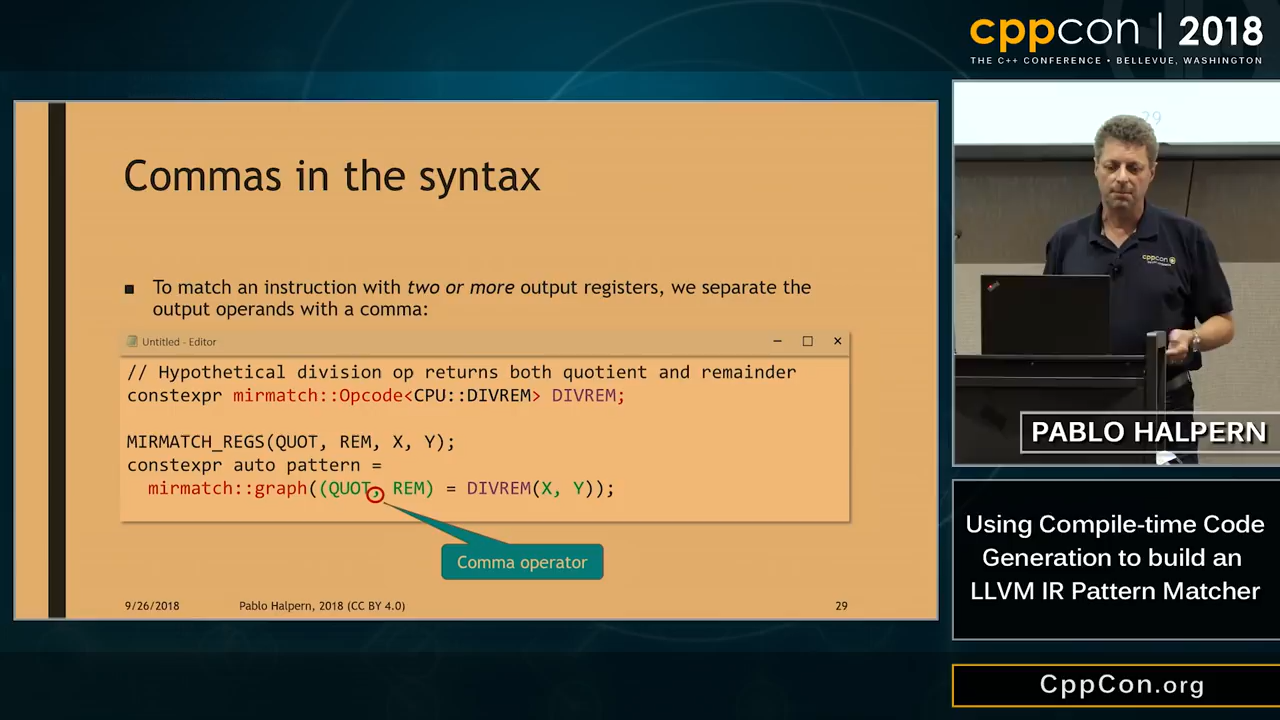 cppcon | 2018
THE C++ CONFERENCE • BELLEVUE, WASHINGTON
Commas in the syntax
■ To match an instruction with two or more output registers, we separate the
output operands with a comma:
Untitled - Editor
// Hypothetical division op returns both quotient and remainder
constexpr mirmatch::Opcode<CPU::DIVREM> DIVREM;
MIRMATCH_REGS(QUOT, REM, X, Y);
constexpr auto pattern =
mirmatch::graph((QUOT, REM) = DIVREM(X, Y));
Comma operator
9/26/2018 Pablo Halpern, 2018 (CC BY 4.0) 29
29
cppcon
PABLO HALPERN
Using Compile-time Code
Generation to build an
LLVM IR Pattern Matcher
CppCon.org